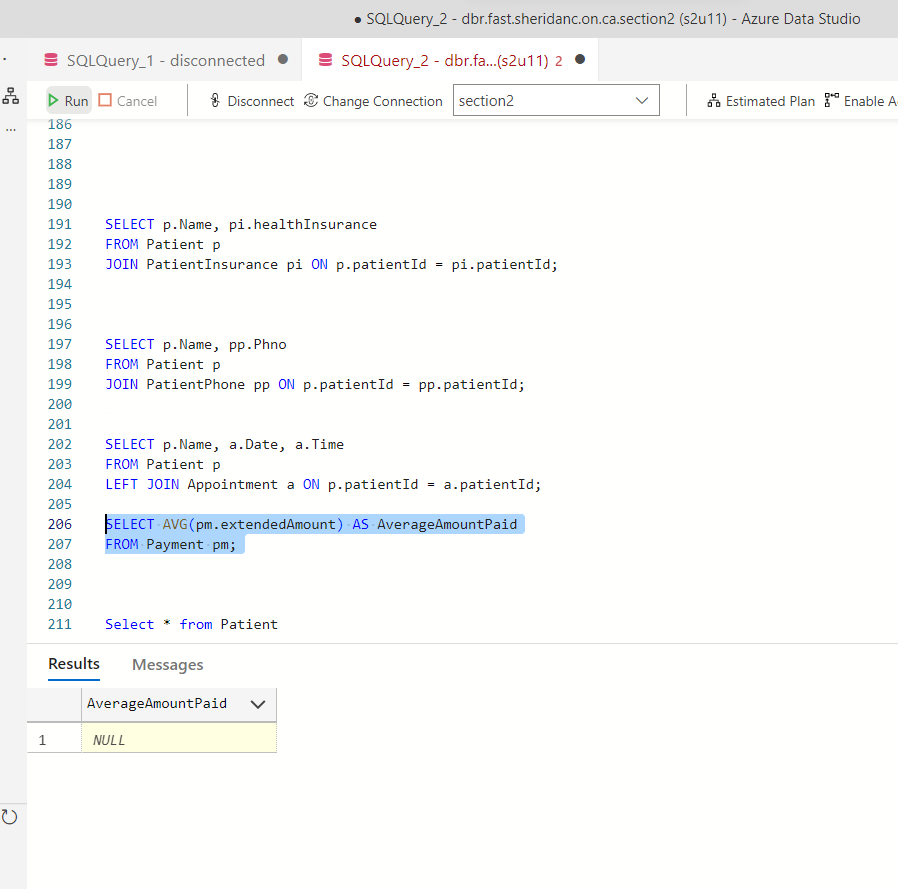 ● SQLQuery_2 - dbr.fast.sheridanc.on.ca.section2 (s2u11) - Azure Data Studio
SQLQuery_1 - disconnected ●
SQLQuery_2 - dbr.fa...(s2u11) 2 ●
Run Cancel Disconnect Change Connection section2 Estimated Plan Enable A
186
187
188
189
190
191 SELECT p.Name, pi.healthInsurance
192 FROM Patient p
193 JOIN PatientInsurance pi ON p.patientId = pi.patientId;
194
195
196
197 SELECT p.Name, pp.Phno
198 FROM Patient p
199 JOIN PatientPhone pp ON p.patientId = pp.patientId;
200
201
202 SELECT p.Name, a.Date, a.Time
203 FROM Patient p
204 LEFT JOIN Appointment a ON p.patientId = a.patientId;
205
206 SELECT AVG(pm.extendedAmount) AS AverageAmountPaid
207 FROM Payment pm;
208
209
210
211 Select * from Patient
Results Messages
AverageAmountPaid
1 NULL